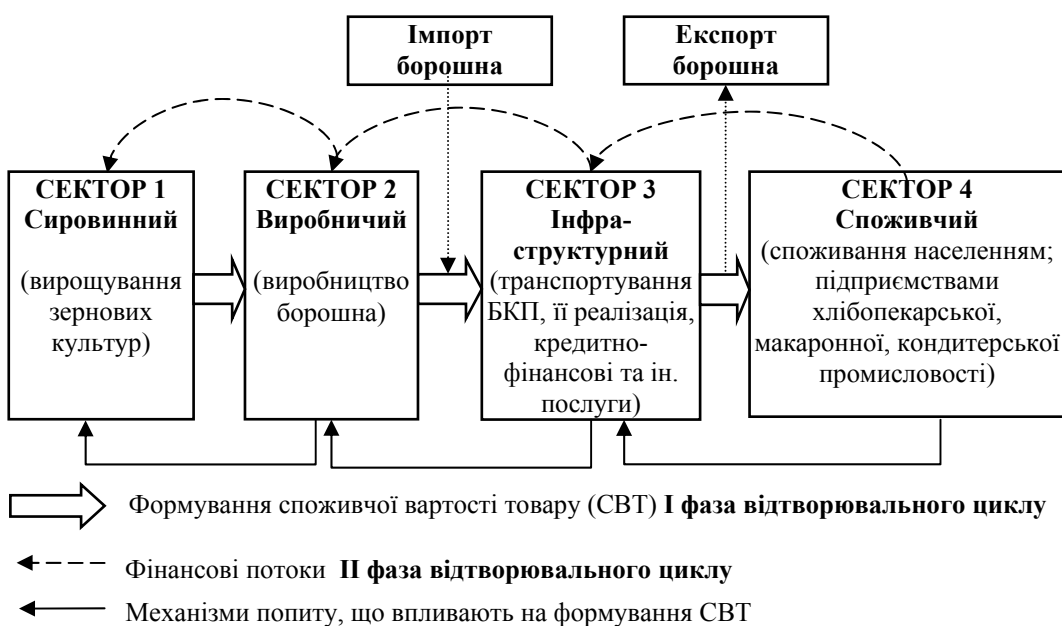 Імпорт
борошна
Експорт
борошна
СЕКТОР 1
Сировинний
(вирощування
зернових
культур)
СЕКТОР 2
Виробничий
(виробництво
борошна)
СЕКТОР 3
Інфра-
структурний
(транспортування
БКП, її реалізація,
кредитно-
фінансові та ін.
послуги)
СЕКТОР 4
Споживчий
(споживання населенням;
підприємствами
хлібопекарської,
макаронної, кондитерської
промисловості)
Формування споживчої вартості товару (СВТ) I фаза відтворювального циклу
Фінансові потоки II фаза відтворювального циклу
Механізми попиту, що впливають на формування СВТ